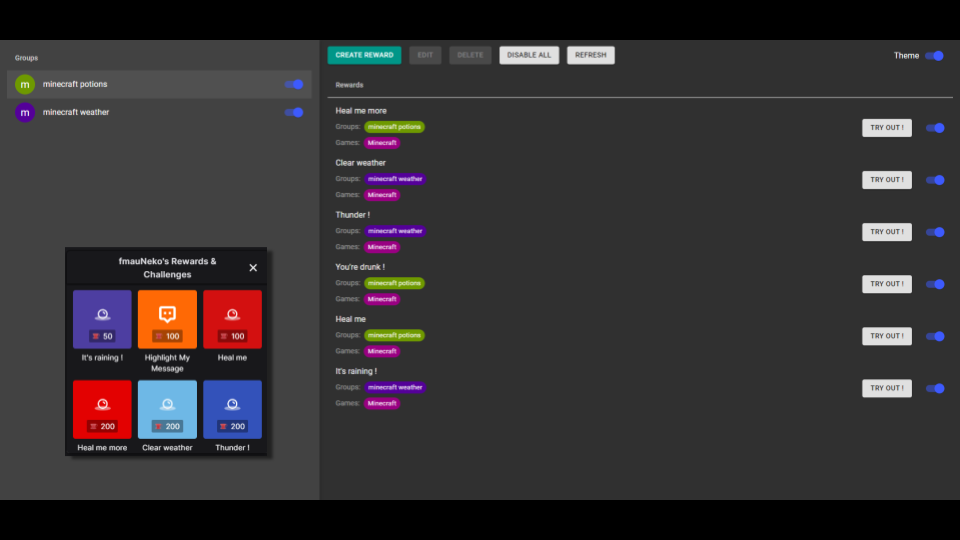 Groups
m minecraft potions
m minecraft weather
fmauNeko's Rewards &
Challenges
50 100 100
It's raining ! Highlight My Heal me
Message
200 200 200
Heal me more Clear weather Thunder !
CREATE REWARD EDIT DELETE DISABLE ALL REFRESH Theme
Rewards
Heal me more
Groups: minecraft potions TRY OUT !
Games: Minecraft
Clear weather
Groups: minecraft weather TRY OUT !
Games: Minecraft
Thunder !
Groups: minecraft weather TRY OUT !
Games: Minecraft
You're drunk !
Groups: minecraft potions TRY OUT !
Games: Minecraft
Heal me
Groups: minecraft potions TRY OUT !
Games: Minecraft
It's raining !
Groups: minecraft weather TRY OUT !
Games: Minecraft